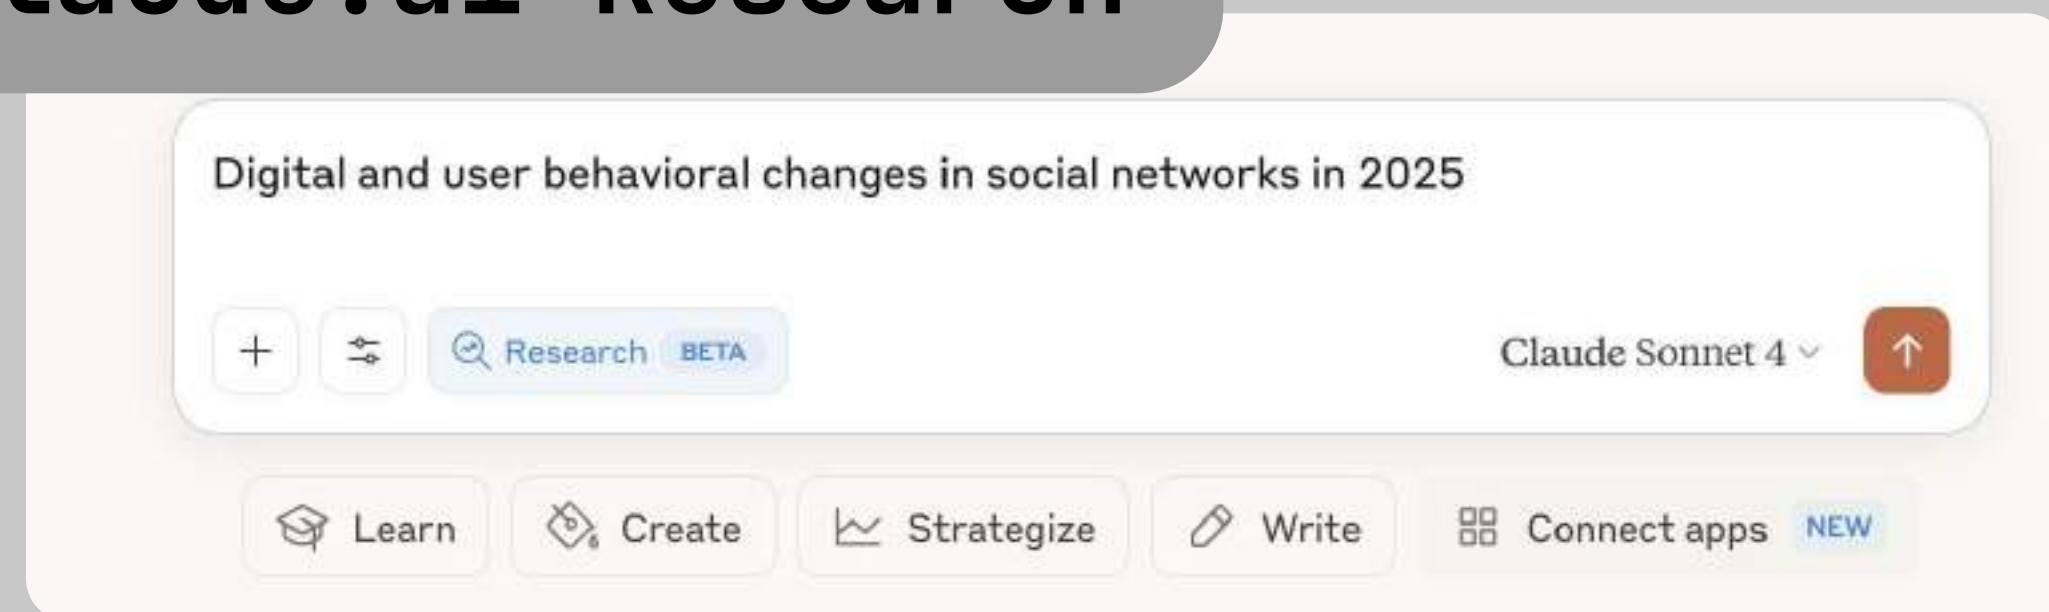 Research
Digital and user behavioral changes in social networks in 2025
Research BETA
Claude Sonnet 4
Learn Create Strategize Write Connect apps NEW